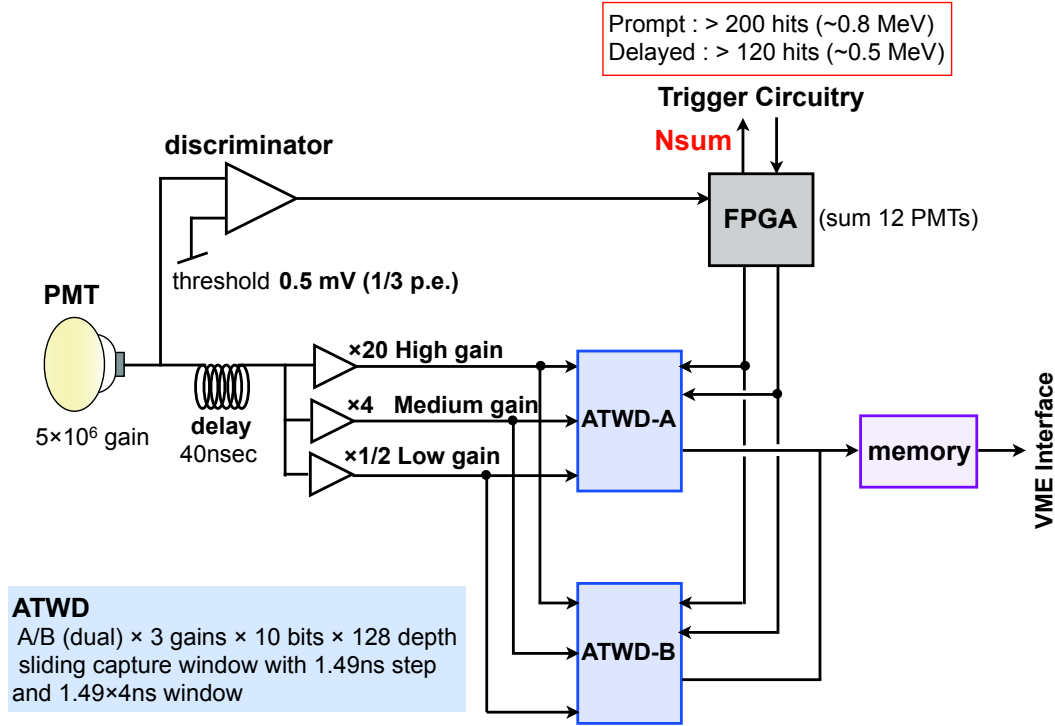 Prompt : > 200 hits (~0.8 MeV)
Delayed : > 120 hits (~0.5 MeV)
Trigger Circuitry
Nsum
discriminator
FPGA
(sum 12 PMTs)
threshold 0.5 mV (1/3 p.e.)
PMT
5×10⁶ gain
delay
40nsec
×20 High gain
×4 Medium gain
×1/2 Low gain
ATWD-A
memory
VME Interface
ATWD-B
ATWD
A/B (dual) × 3 gains × 10 bits × 128 depth
sliding capture window with 1.49ns step
and 1.49×4ns window